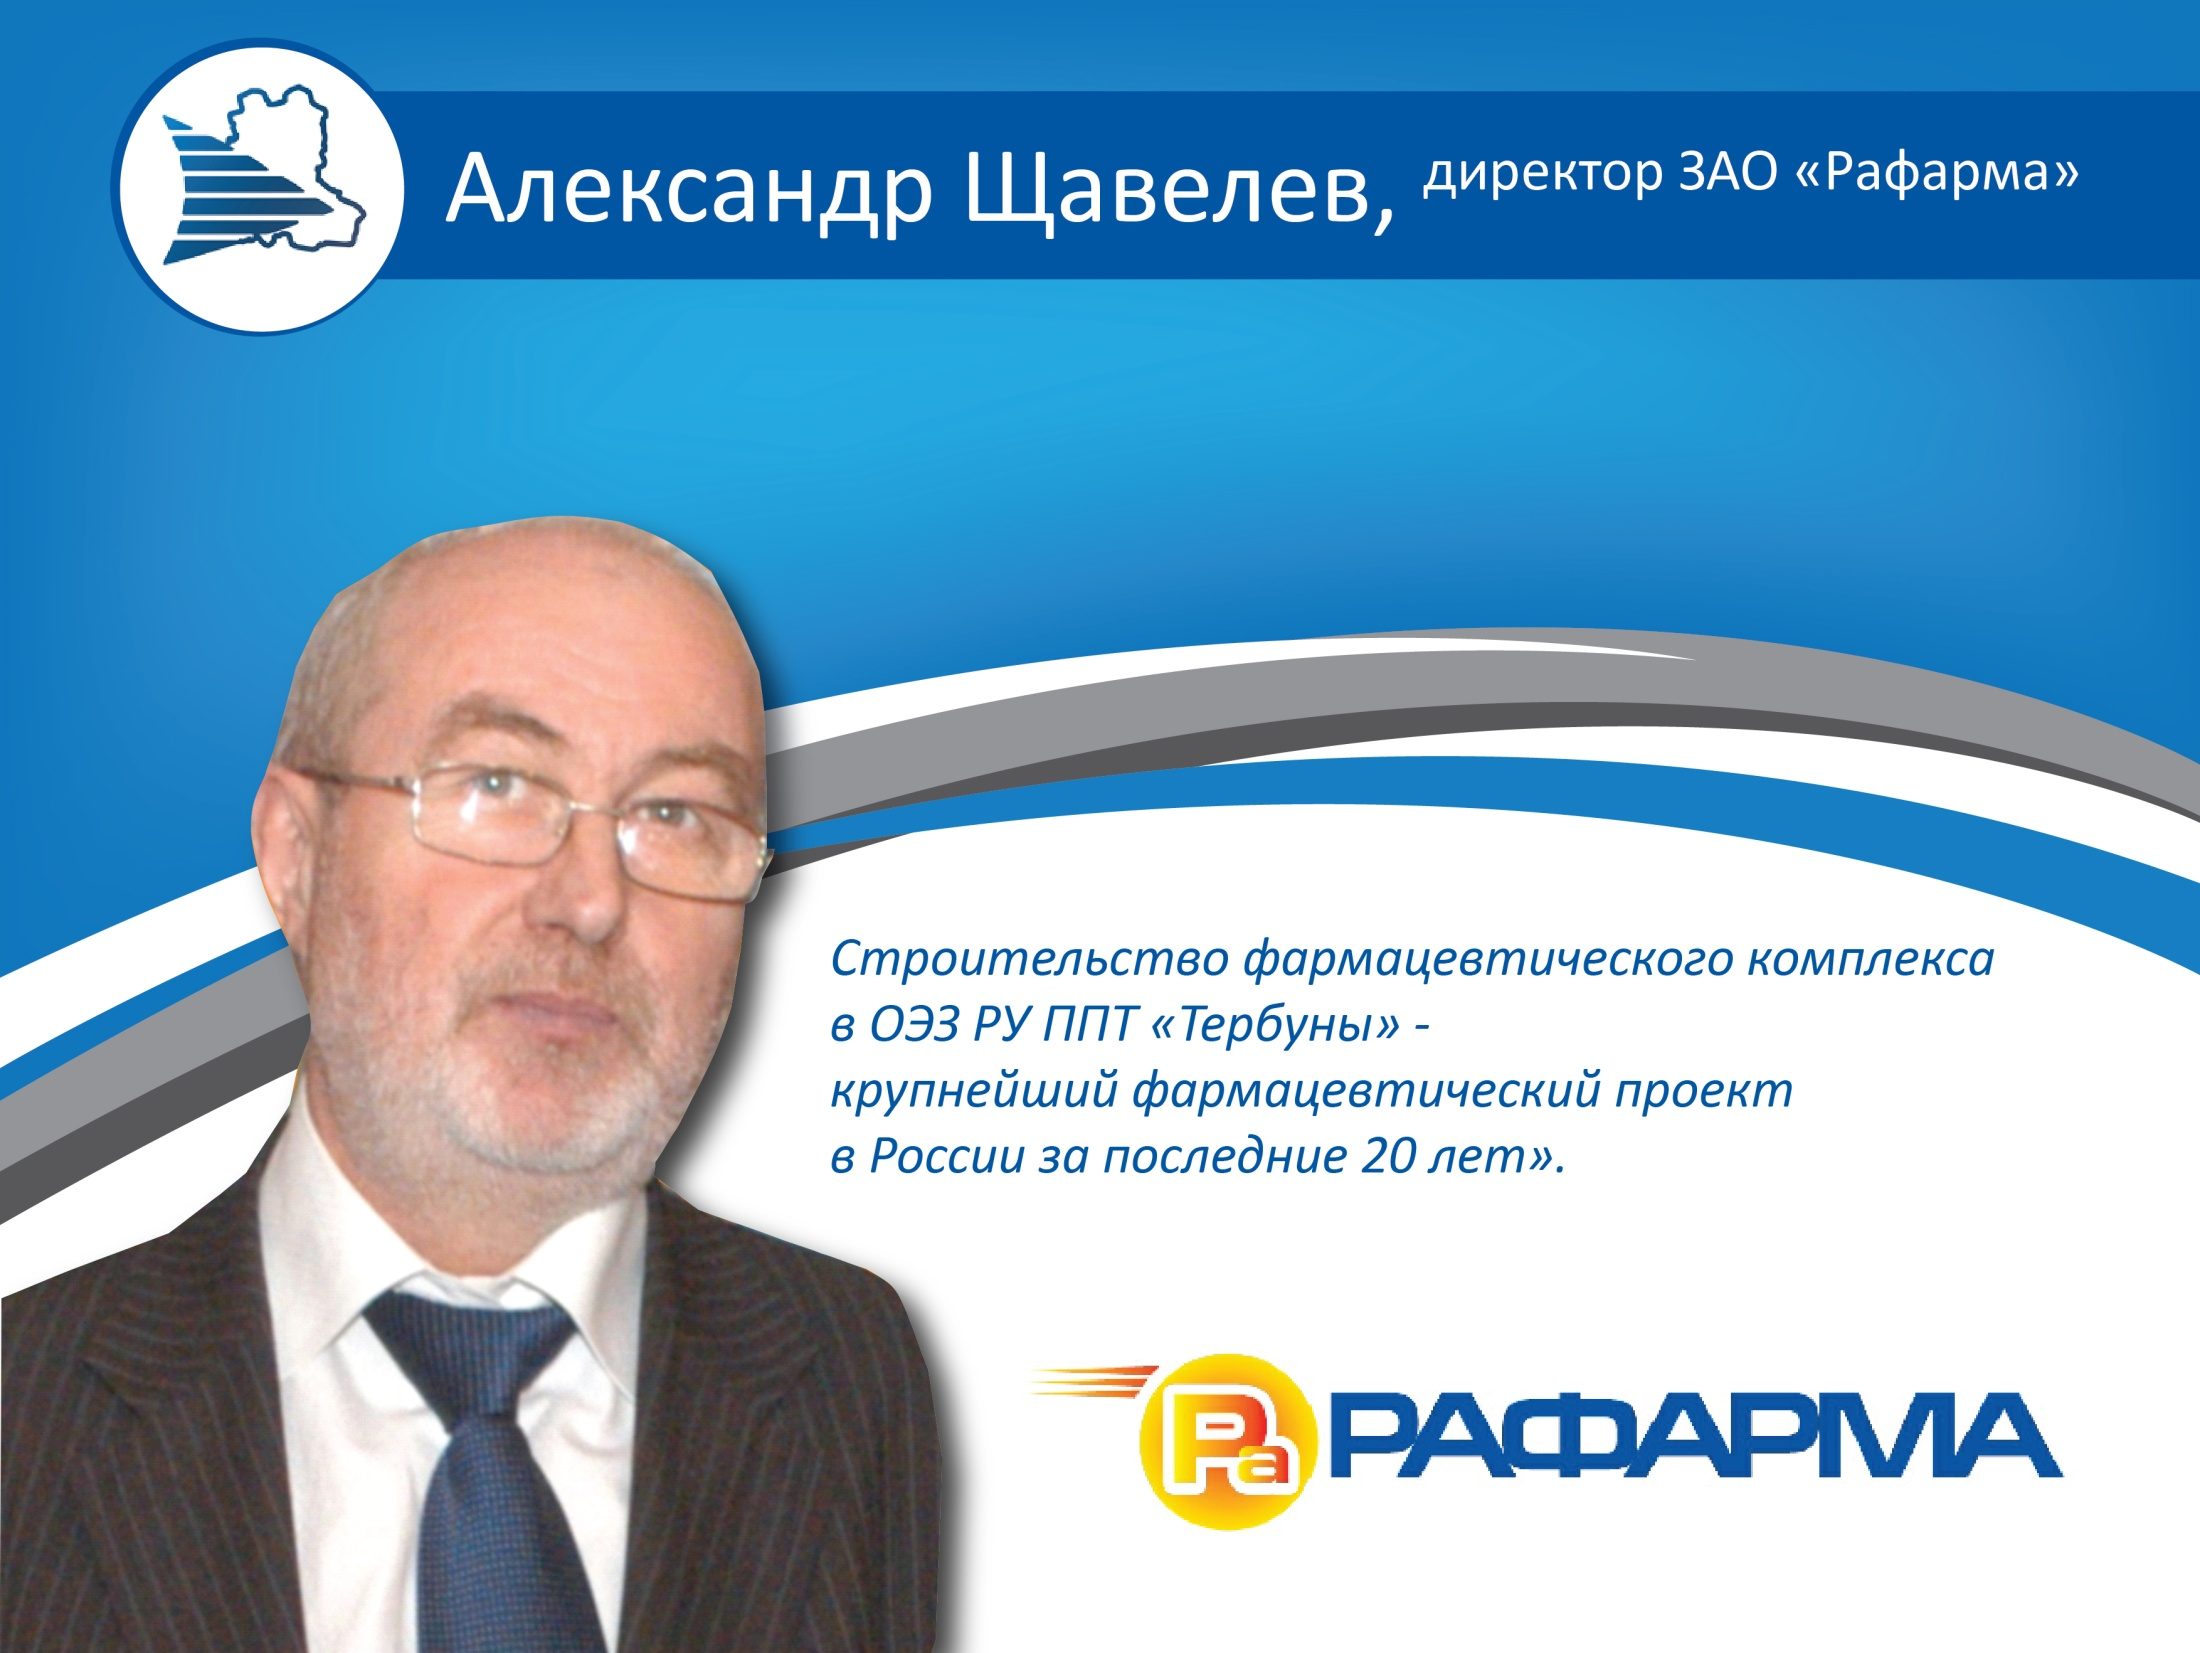 Александр Щавелев, директор ЗАО «Рафарма»
Строительство фармацевтического комплекса
в ОЭЗ РУ ППТ «Тербуны» -
крупнейший фармацевтический проект
в России за последние 20 лет».
Ра РАФАРМА